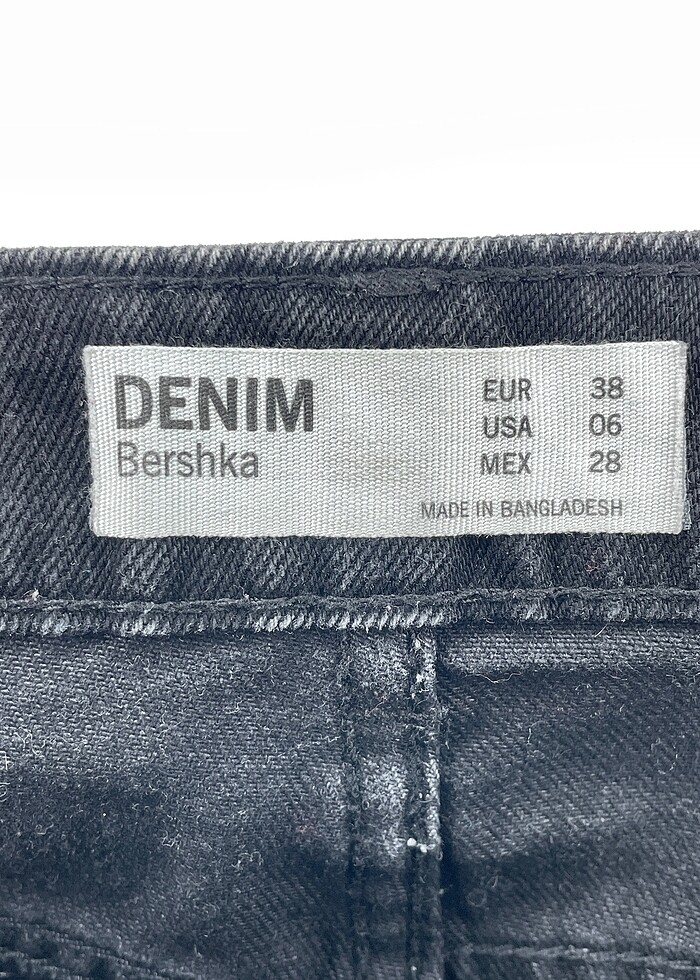 DENIM
Bershka
EUR 38
USA 06
MEX 28
MADE IN BANGLADESH